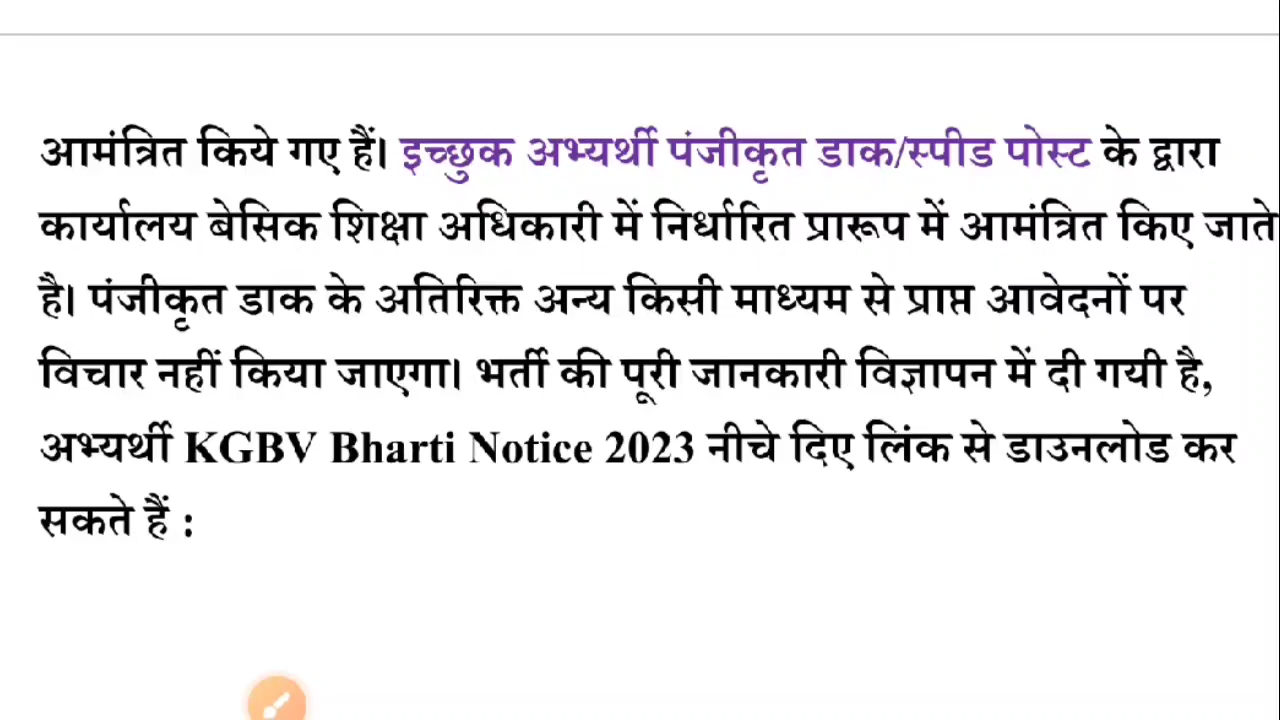 आमंत्रित किये गए हैं। इच्छुक अभ्यर्थी पंजीकृत डाक/स्पीड पोस्ट के द्वारा
कार्यालय बेसिक शिक्षा अधिकारी में निर्धारित प्रारूप में आमंत्रित किए जाते
है। पंजीकृत डाक के अतिरिक्त अन्य किसी माध्यम से प्राप्त आवेदनों पर
विचार नहीं किया जाएगा। भर्ती की पूरी जानकारी विज्ञापन में दी गयी है,
अभ्यर्थी KGBV Bharti Notice 2023 नीचे दिए लिंक से डाउनलोड कर
सकते हैं :